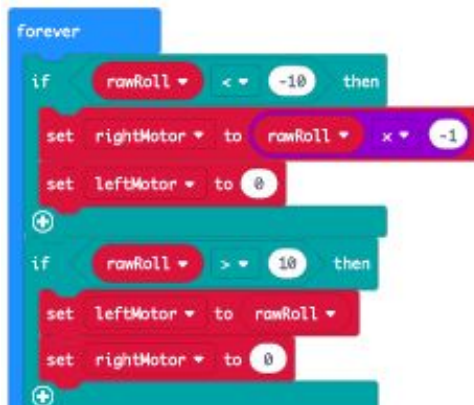 forever
if rawRoll < -10 then
set rightMotor to rawRoll × -1
set leftMotor to 0
if rawRoll > 10 then
set leftMotor to rawRoll
set rightMotor to 0